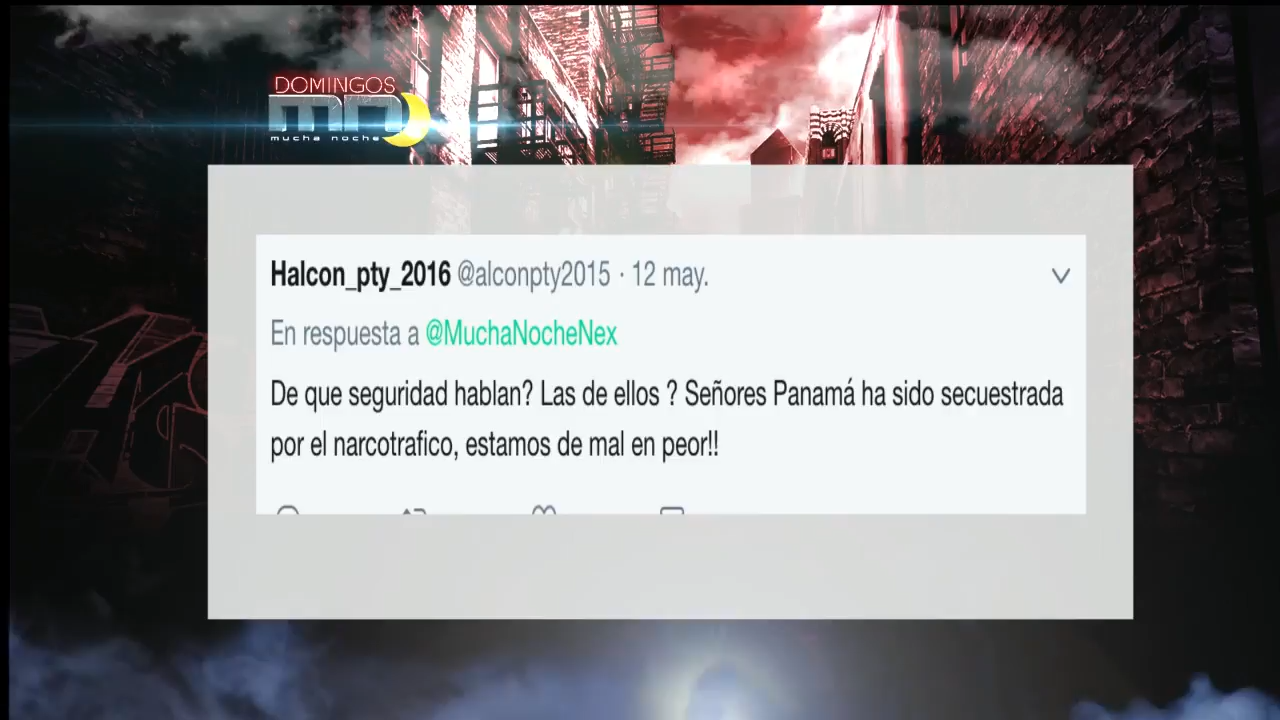 DOMINGOS
mn
mucha noche
Halcon_pty_2016 @alconpty2015 · 12 may.
En respuesta a @MuchaNocheNex
De que seguridad hablan? Las de ellos ? Señores Panamá ha sido secuestrada
por el narcotrafico, estamos de mal en peor!!